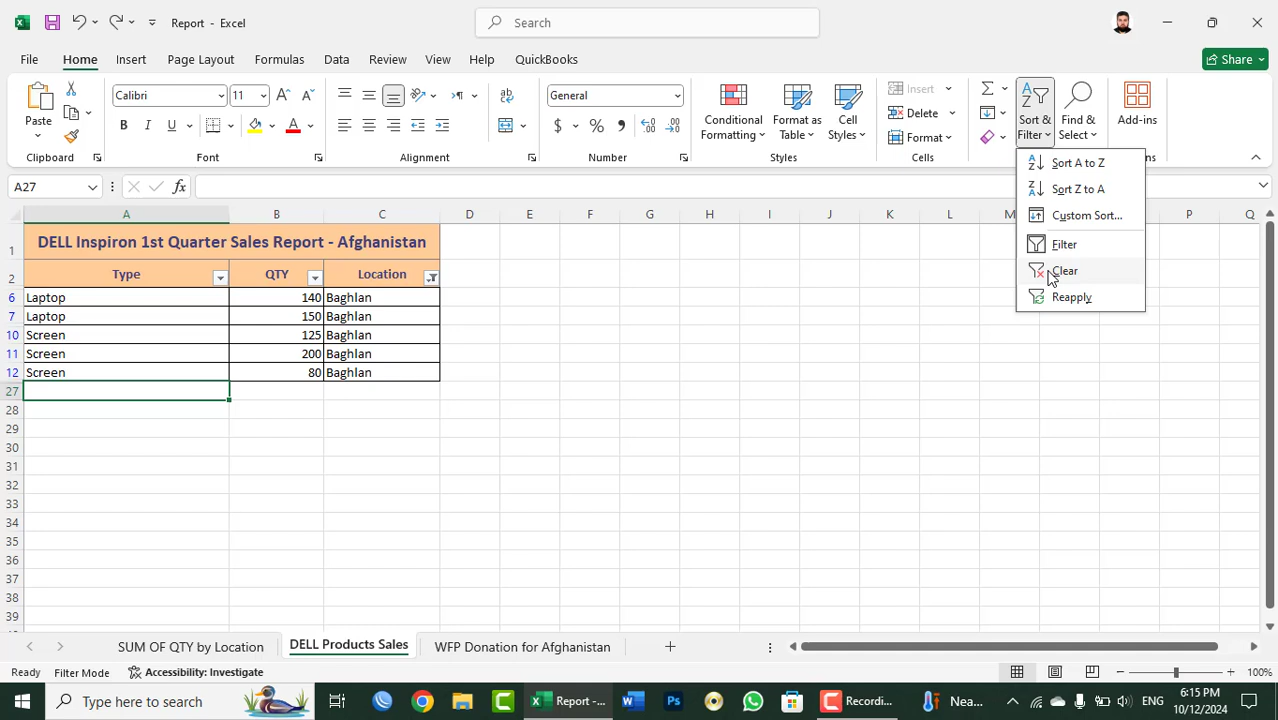 Report - Excel
Search
File Home Insert Page Layout Formulas Data Review View Help QuickBooks Share
Paste
Clipboard
Calibri 11
B I U
Font
Alignment
General
$ % ,
Number
Conditional Formatting
Format as Table
Cell Styles
Styles
Insert
Delete
Format
Cells
Sort & Filter
Find & Select
Add-ins
Sort A to Z
Sort Z to A
Custom Sort...
Filter
Clear
Reapply
A27
A B C D E F G H I J K L M P Q
1 DELL Inspiron 1st Quarter Sales Report - Afghanistan
2 Type QTY Location
6 Laptop 140 Baghlan
7 Laptop 150 Baghlan
10 Screen 125 Baghlan
11 Screen 200 Baghlan
12 Screen 80 Baghlan
27
28
29
30
31
32
33
34
35
36
37
38
39
SUM OF QTY by Location DELL Products Sales WFP Donation for Afghanistan
Ready Filter Mode Accessibility: Investigate 100%
Type here to search
Report -...
Recordi...
Nea...
ENG
6:15 PM
10/12/2024